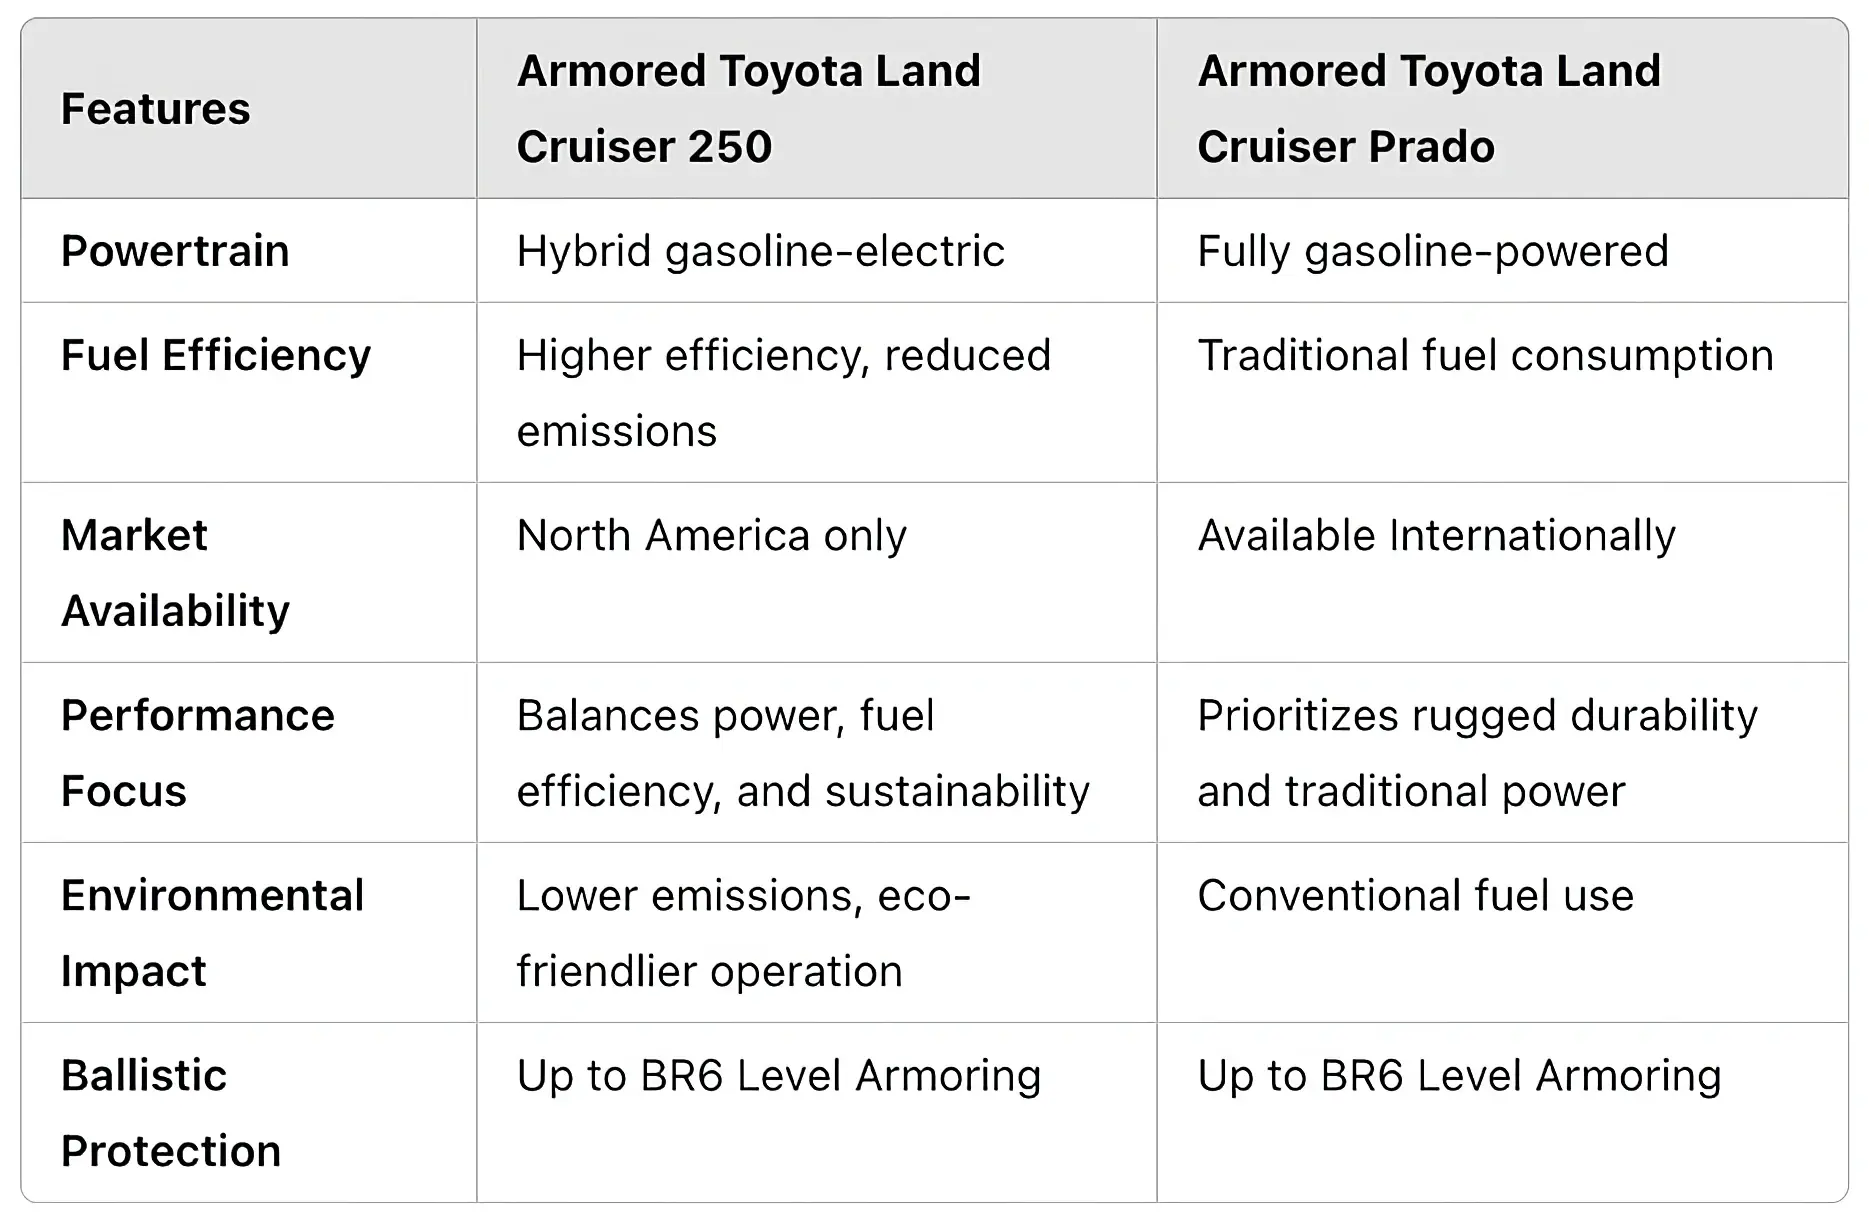 Features
Armored Toyota Land
Cruiser 250
Armored Toyota Land
Cruiser Prado
Powertrain
Hybrid gasoline-electric
Fully gasoline-powered
Fuel Efficiency
Higher efficiency, reduced
emissions
Traditional fuel consumption
Market
Availability
North America only
Available Internationally
Performance
Focus
Balances power, fuel
efficiency, and sustainability
Prioritizes rugged durability
and traditional power
Environmental
Impact
Lower emissions, eco-
friendlier operation
Conventional fuel use
Ballistic
Protection
Up to BR6 Level Armoring
Up to BR6 Level Armoring